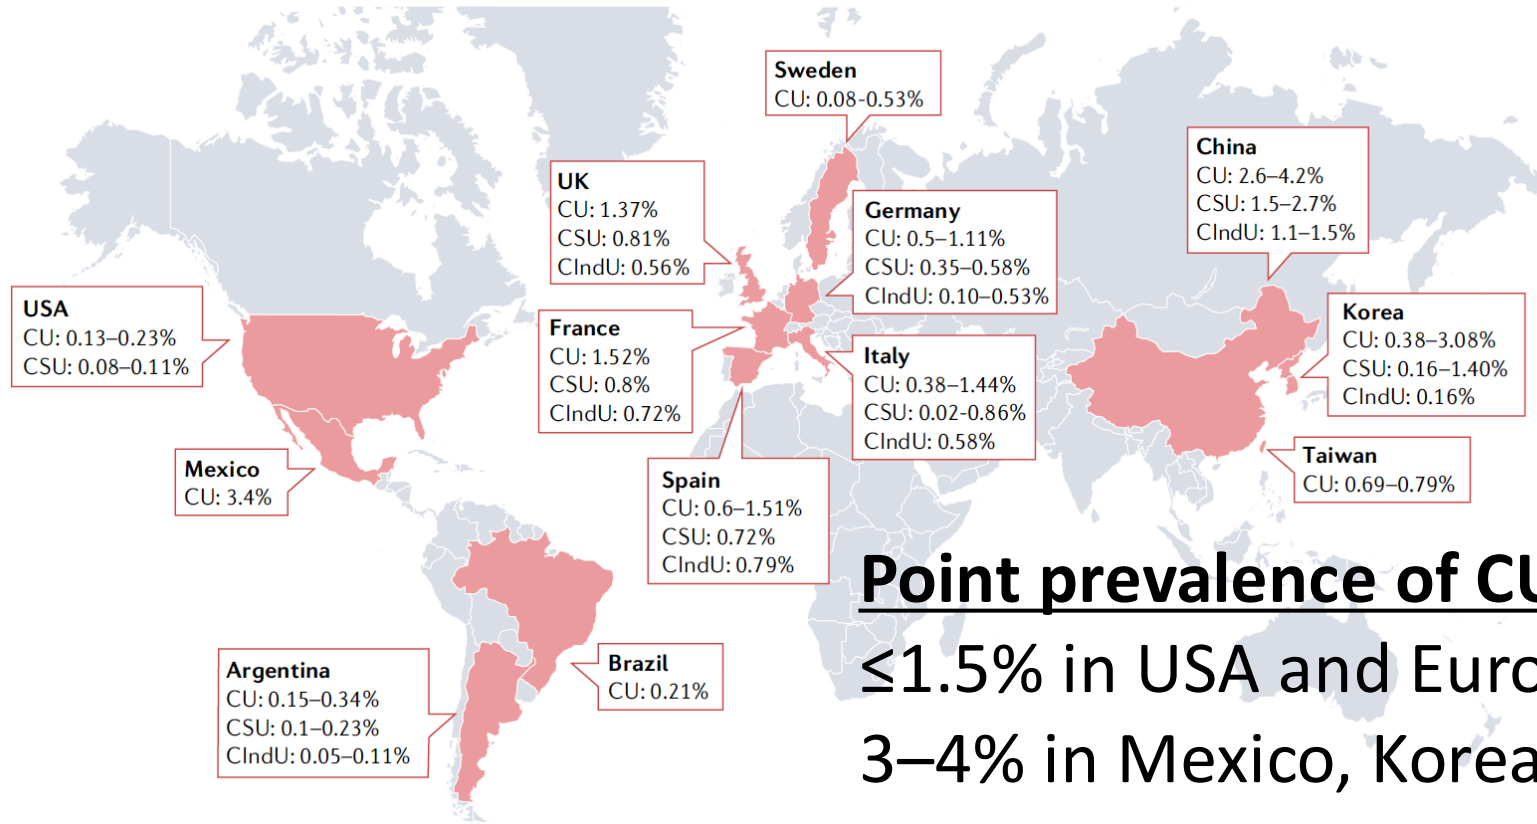 Sweden
CU: 0.08-0.53%
China
CU: 2.6–4.2%
CSU: 1.5–2.7%
CIndU: 1.1–1.5%
UK
CU: 1.37%
CSU: 0.81%
CIndU: 0.56%
Germany
CU: 0.5–1.11%
CSU: 0.35–0.58%
CIndU: 0.10–0.53%
USA
CU: 0.13–0.23%
CSU: 0.08–0.11%
France
CU: 1.52%
CSU: 0.8%
CIndU: 0.72%
Italy
CU: 0.38–1.44%
CSU: 0.02-0.86%
CIndU: 0.58%
Korea
CU: 0.38–3.08%
CSU: 0.16–1.40%
CIndU: 0.16%
Mexico
CU: 3.4%
Spain
CU: 0.6–1.51%
CSU: 0.72%
CIndU: 0.79%
Taiwan
CU: 0.69–0.79%
Argentina
CU: 0.15–0.34%
CSU: 0.1–0.23%
CIndU: 0.05–0.11%
Brazil
CU: 0.21%
Point prevalence of CU
≤1.5% in USA and Euro
3–4% in Mexico, Korea